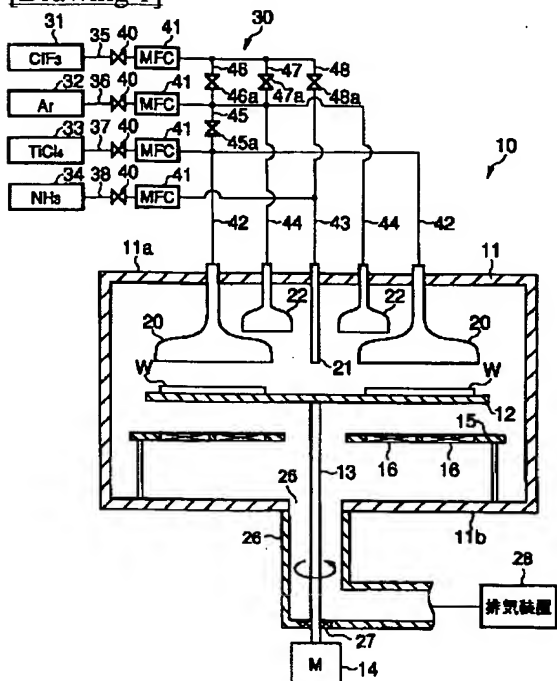 [Drawing 1]
31 35 40 41 30
ClF3 MFC 48 47 48
32 36 40 41 46a 47a 48a
Ar MFC 45
33 37 40 41 45a
TiCl4 MFC 10
34 38 40 41
NH3 MFC
42 44 43 44 42
11a 11
22 22
20 20
21
W W
12
15
13 16 16
26
26 11b
28
排気装置
27
M 14